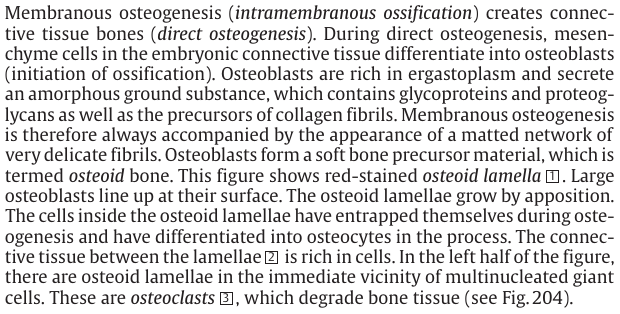 Membranous osteogenesis (intramembranous ossification) creates connec-
tive tissue bones (direct osteogenesis). During direct osteogenesis, mesen-
chyme cells in the embryonic connective tissue differentiate into osteoblasts
(initiation of ossification). Osteoblasts are rich in ergastoplasm and secrete
an amorphous ground substance, which contains glycoproteins and proteog-
lycans as well as the precursors of collagen fibrils. Membranous osteogenesis
is therefore always accompanied by the appearance of a matted network of
very delicate fibrils. Osteoblasts form a soft bone precursor material, which is
termed osteoid bone. This figure shows red-stained osteoid lamella 1. Large
osteoblasts line up at their surface. The osteoid lamellae grow by apposition.
The cells inside the osteoid lamellae have entrapped themselves during oste-
ogenesis and have differentiated into osteocytes in the process. The connec-
tive tissue between the lamellae 2 is rich in cells. In the left half of the figure,
there are osteoid lamellae in the immediate vicinity of multinucleated giant
cells. These are osteoclasts 3, which degrade bone tissue (see Fig. 204).